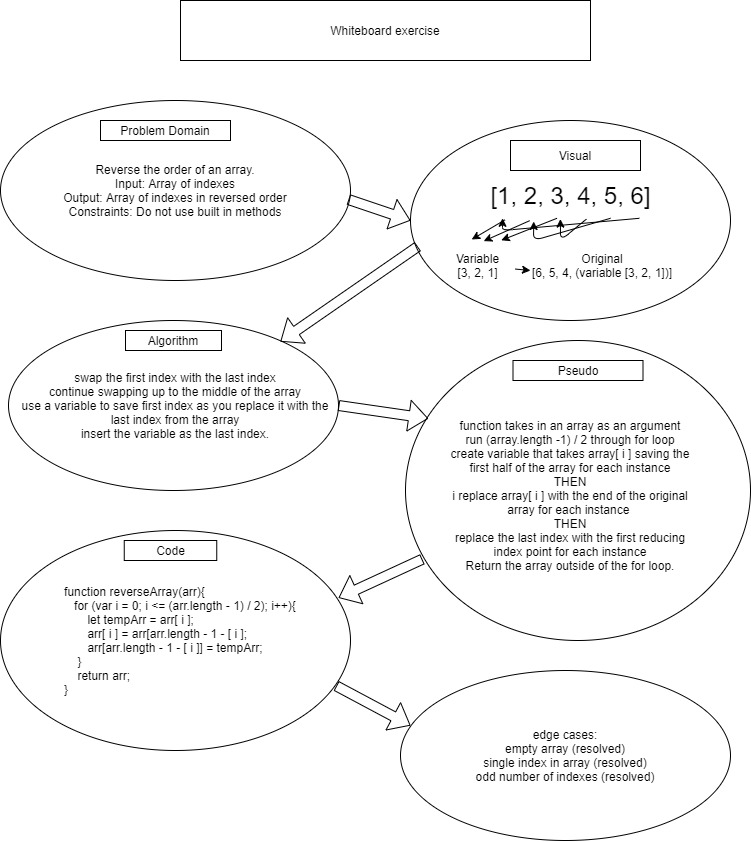 Whiteboard exercise
Problem Domain
Reverse the order of an array.
Input: Array of indexes
Output: Array of indexes in reversed order
Constraints: Do not use built in methods
Visual
[1, 2, 3, 4, 5, 6]
Variable
[3, 2, 1]
Original
[6, 5, 4, (variable [3, 2, 1])]
Algorithm
swap the first index with the last index
continue swapping up to the middle of the array
use a variable to save first index as you replace it with the
last index from the array
insert the variable as the last index.
Pseudo
function takes in an array as an argument
run (array.length -1) / 2 through for loop
create variable that takes array[ i ] saving the
first half of the array for each instance
THEN
i replace array[ i ] with the end of the original
array for each instance
THEN
replace the last index with the first reducing
index point for each instance
Return the array outside of the for loop.
Code
function reverseArray(arr){
for (var i = 0; i <= (arr.length - 1) / 2); i++){
let tempArr = arr[ i ];
arr[ i ] = arr[arr.length - 1 - [ i ];
arr[arr.length - 1 - [ i ]] = tempArr;
}
return arr;
}
edge cases:
empty array (resolved)
single index in array (resolved)
odd number of indexes (resolved)